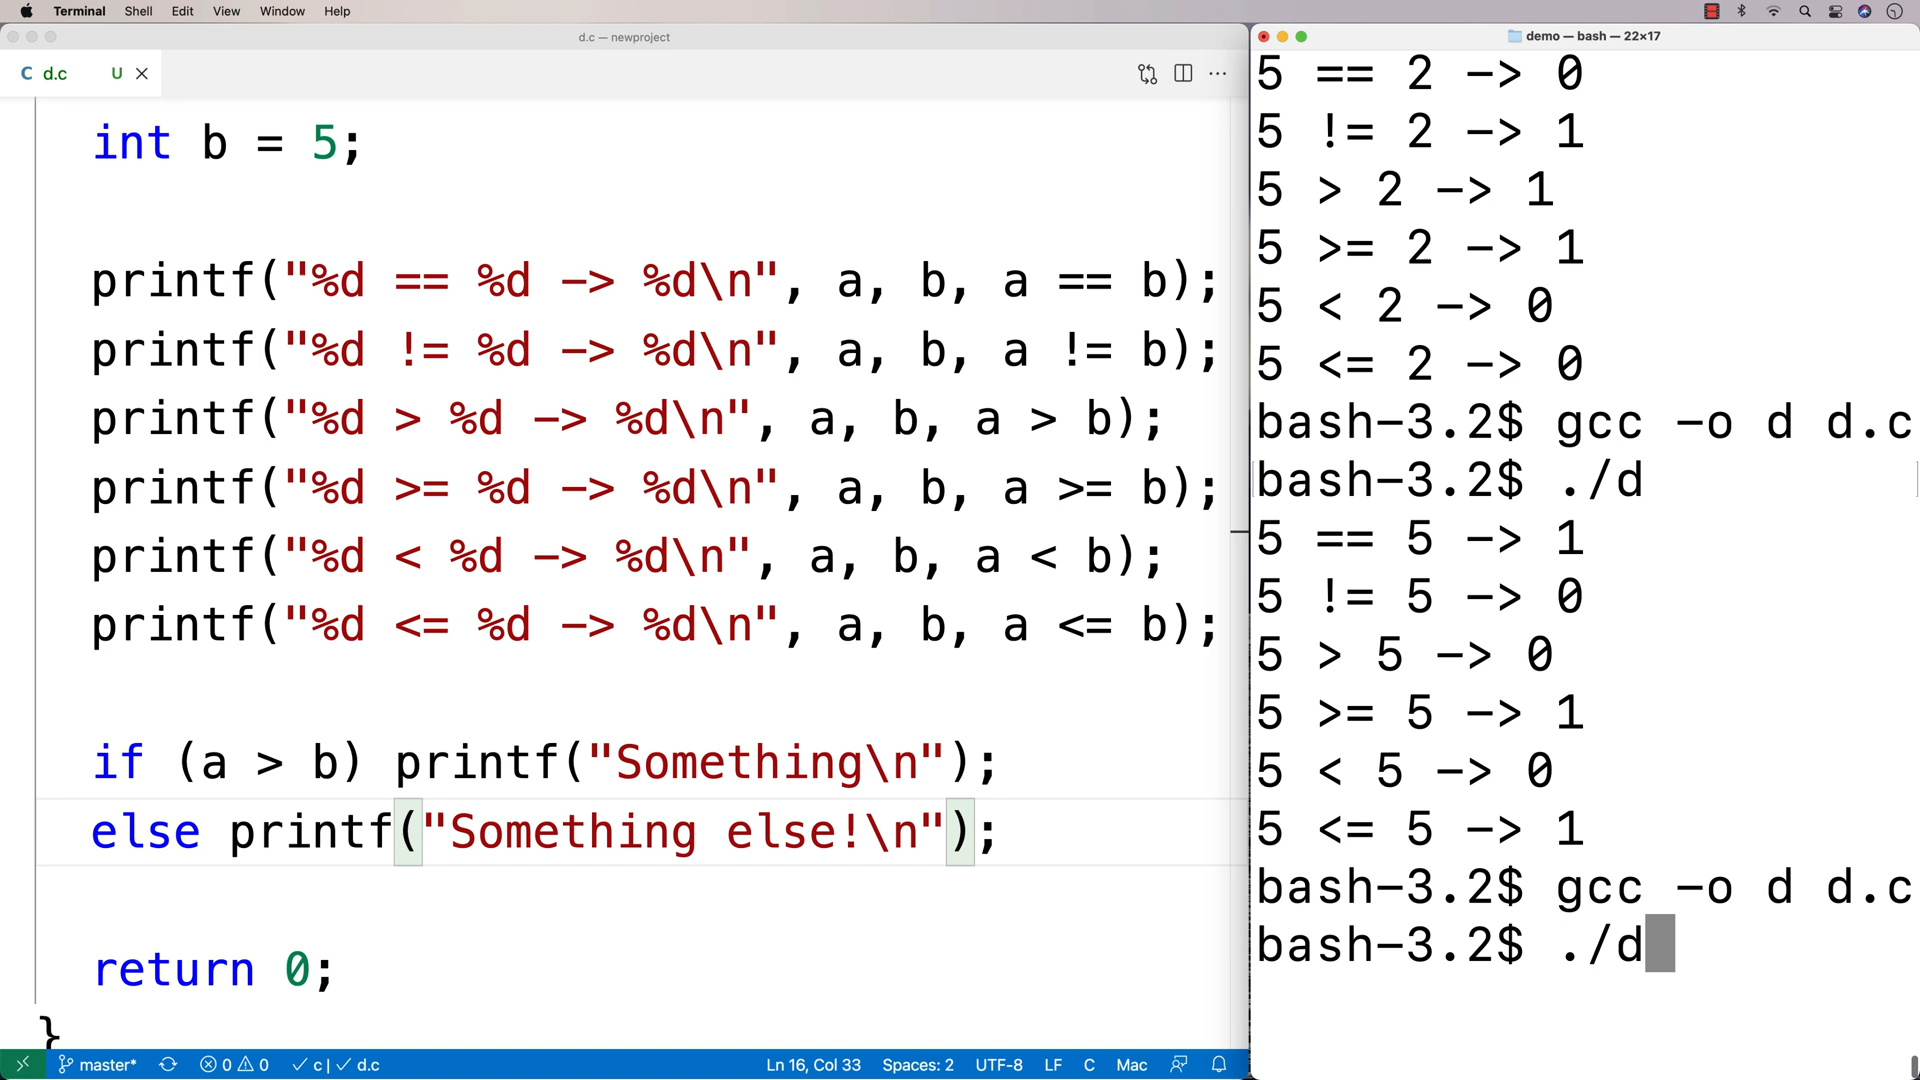 Terminal Shell Edit View Window Help
d.c — newproject
C d.c U
int b = 5;
printf("%d == %d -> %d\n", a, b, a == b);
printf("%d != %d -> %d\n", a, b, a != b);
printf("%d > %d -> %d\n", a, b, a > b);
printf("%d >= %d -> %d\n", a, b, a >= b);
printf("%d < %d -> %d\n", a, b, a < b);
printf("%d <= %d -> %d\n", a, b, a <= b);
if (a > b) printf("Something\n");
else printf("Something else!\n");
return 0;
}
master* 0 0 c | d.c Ln 16, Col 33 Spaces: 2 UTF-8 LF C Mac
demo — bash — 22×17
5 == 2 -> 0
5 != 2 -> 1
5 > 2 -> 1
5 >= 2 -> 1
5 < 2 -> 0
5 <= 2 -> 0
bash-3.2$ gcc -o d d.c
bash-3.2$ ./d
5 == 5 -> 1
5 != 5 -> 0
5 > 5 -> 0
5 >= 5 -> 1
5 < 5 -> 0
5 <= 5 -> 1
bash-3.2$ gcc -o d d.c
bash-3.2$ ./d